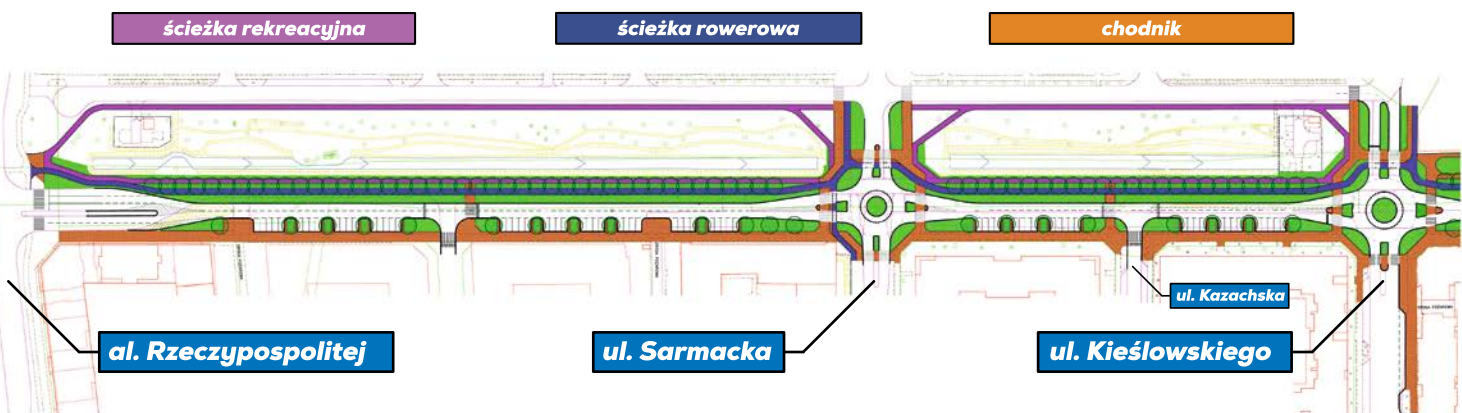 ścieżka rekreacyjna
ścieżka rowerowa
chodnik
ul. Kazachska
al. Rzeczypospolitej
ul. Sarmacka
ul. Kieślowskiego